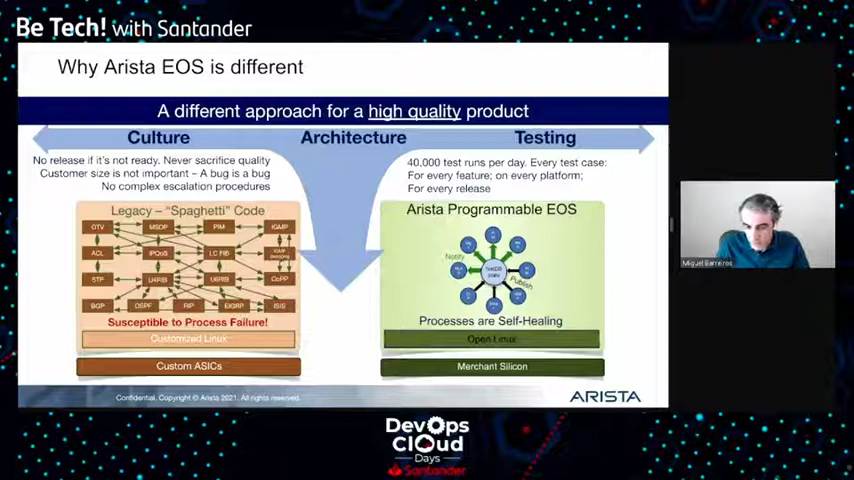 Be Tech! with Santander
Why Arista EOS is different
A different approach for a high quality product
Culture
Architecture
Testing
No release if it's not ready. Never sacrifice quality
Customer size is not important – A bug is a bug
No complex escalation procedures
40,000 test runs per day. Every test case:
For every feature; on every platform;
For every release
Legacy – "Spaghetti" Code
OTV
MSDP
PIM
IGMP
ACL
IPQoS
LC FIB
IGMP Snooping
STP
U4RIB
U6RIB
CoPP
BGP
OSPF
RIP
EIGRP
ISIS
Susceptible to Process Failure!
Customized Linux
Custom ASICs
Arista Programmable EOS
Notify
NetDB
Publish
Processes are Self-Healing
Open Linux
Merchant Silicon
Confidential. Copyright © Arista 2021. All rights reserved.
ARISTA
Miguel Barreiros
DevOps
CLoud
Days
Santander